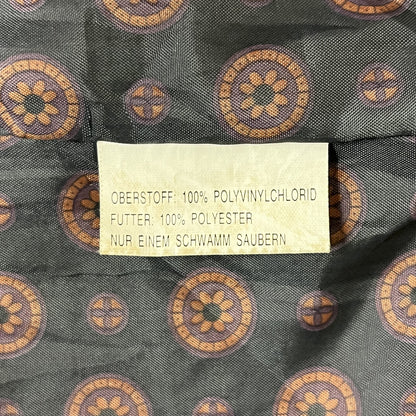 OBERSTOFF: 100% POLYVINYLCHLORID
FUTTER: 100% POLYESTER
NUR EINEM SCHWAMM SAUBERN